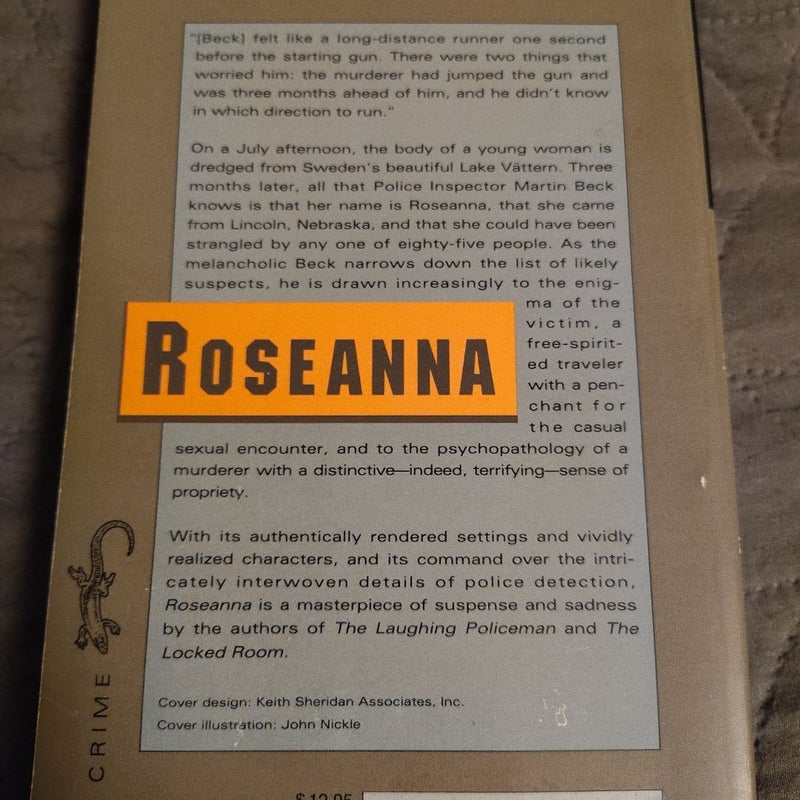 "[Beck] felt like a long-distance runner one second
before the starting gun. There were two things that
worried him: the murderer had jumped the gun and
was three months ahead of him, and he didn't know
in which direction to run."
On a July afternoon, the body of a young woman is
dredged from Sweden's beautiful Lake Vättern. Three
months later, all that Police Inspector Martin Beck
knows is that her name is Roseanna, that she came
from Lincoln, Nebraska, and that she could have been
strangled by any one of eighty-five people. As the
melancholic Beck narrows down the list of likely
suspects, he is drawn increasingly to the enig-
ma of the
victim, a
free-spirit-
ed traveler
with a pen-
chant for
the casual
ROSEANNA
sexual encounter, and to the psychopathology of a
murderer with a distinctive—indeed, terrifying—sense of
propriety.
With its authentically rendered settings and vividly
realized characters, and its command over the intri-
cately interwoven details of police detection,
Roseanna is a masterpiece of suspense and sadness
by the authors of The Laughing Policeman and The
Locked Room.
Cover design: Keith Sheridan Associates, Inc.
Cover illustration: John Nickle
CRIME
$12.95